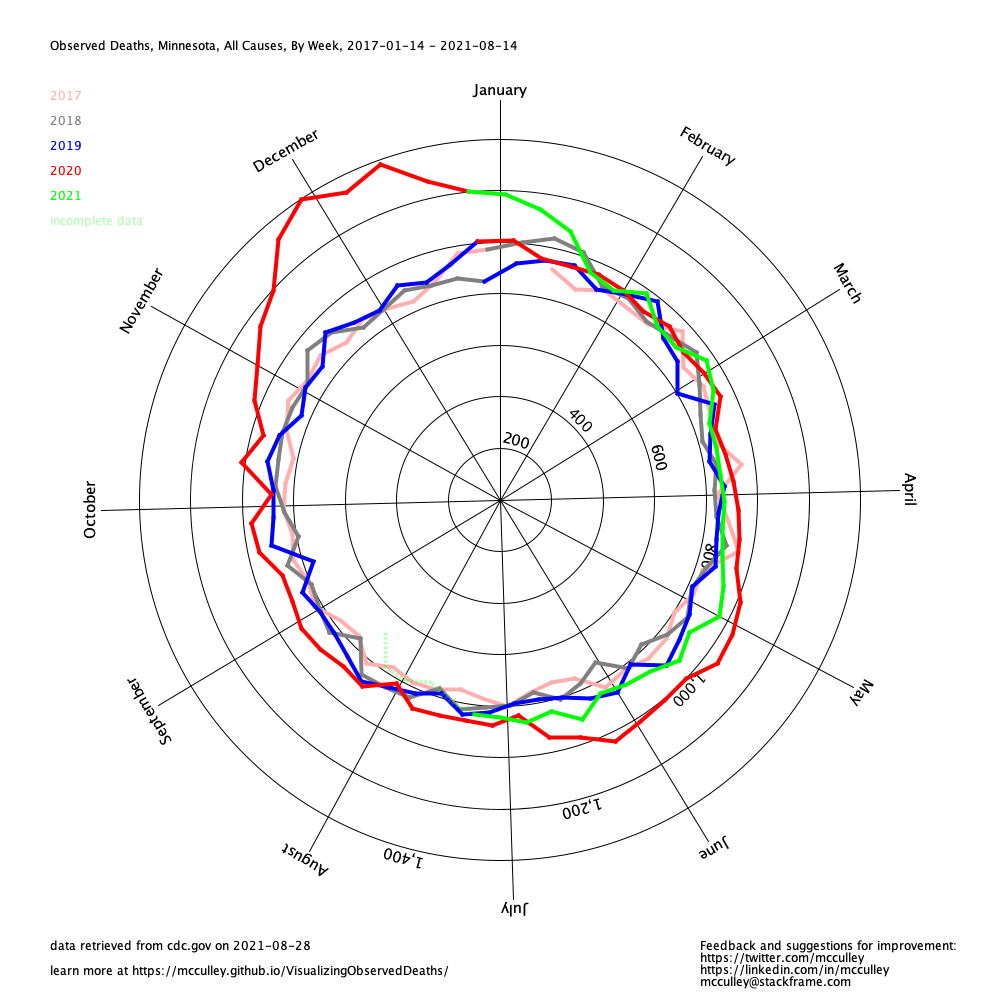 Observed Deaths, Minnesota, All Causes, By Week, 2017-01-14 - 2021-08-14
January
2017
2018
2019
2020
2021
incomplete data
December
February
November
March
200
400
600
October
April
800
1,000
September
May
1,200
1,400
August
June
July
data retrieved from cdc.gov on 2021-08-28
learn more at https://mcculley.github.io/VisualizingObservedDeaths/
Feedback and suggestions for improvement:
https://twitter.com/mcculley
https://linkedin.com/in/mcculley
mcculley@stackframe.com